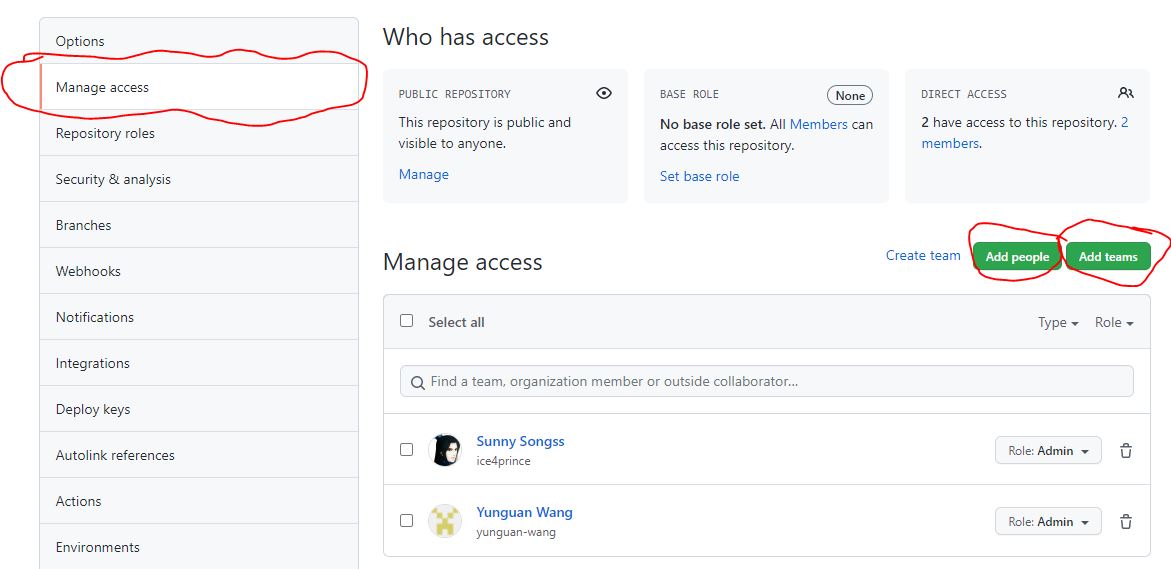 Options
Manage access
Repository roles
Security & analysis
Branches
Webhooks
Notifications
Integrations
Deploy keys
Autolink references
Actions
Environments
Who has access
PUBLIC REPOSITORY
This repository is public and
visible to anyone.
Manage
BASE ROLE
None
No base role set. All Members can
access this repository.
Set base role
DIRECT ACCESS
2 have access to this repository. 2
members.
Manage access
Create team
Add people
Add teams
Select all
Type
Role
Find a team, organization member or outside collaborator...
Sunny Songss
ice4prince
Role: Admin
Yunguan Wang
yunguan-wang
Role: Admin